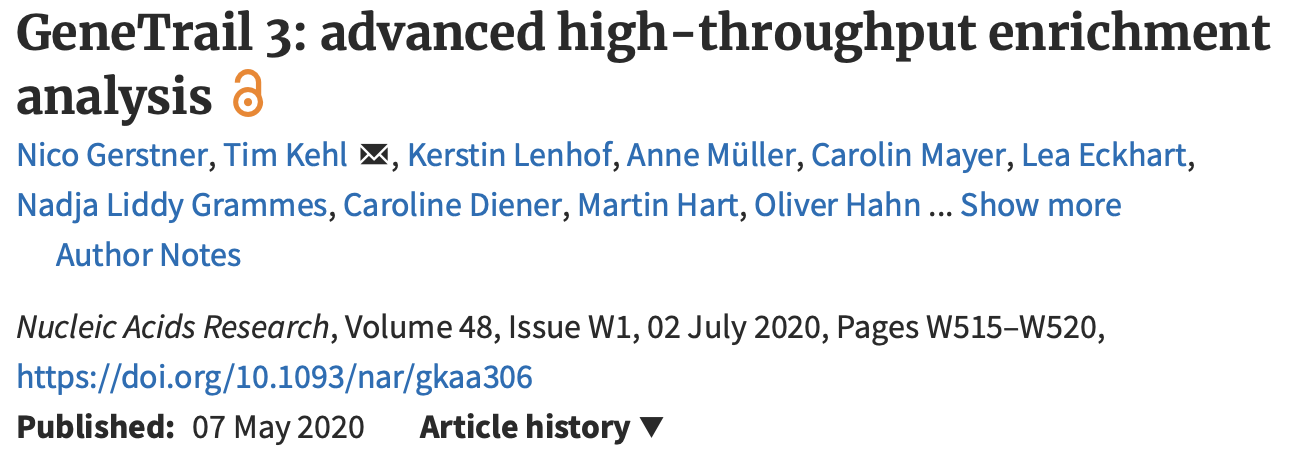 GeneTrail 3: advanced high-throughput enrichment
analysis
Nico Gerstner, Tim Kehl , Kerstin Lenhof, Anne Müller, Carolin Mayer, Lea Eckhart,
Nadja Liddy Grammes, Caroline Diener, Martin Hart, Oliver Hahn ... Show more
Author Notes
Nucleic Acids Research, Volume 48, Issue W1, 02 July 2020, Pages W515–W520,
https://doi.org/10.1093/nar/gkaa306
Published: 07 May 2020 Article history ▼